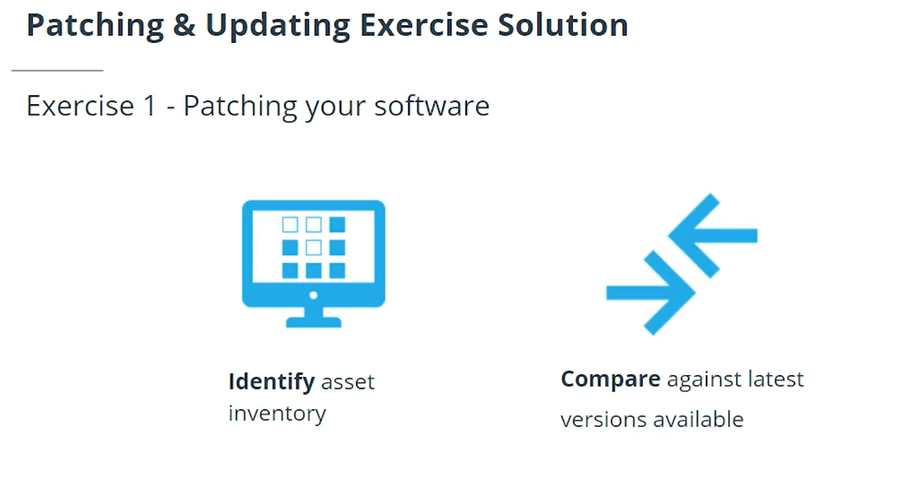 Patching & Updating Exercise Solution
Exercise 1 - Patching your software
Identify asset
inventory
Compare against latest
versions available